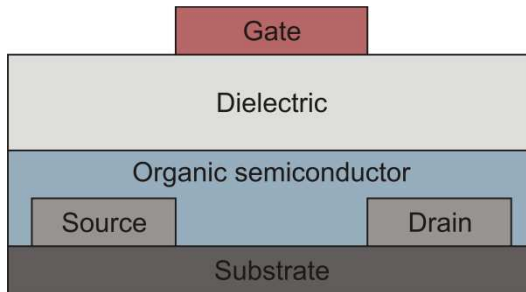 Gate
Dielectric
Organic semiconductor
Source
Drain
Substrate